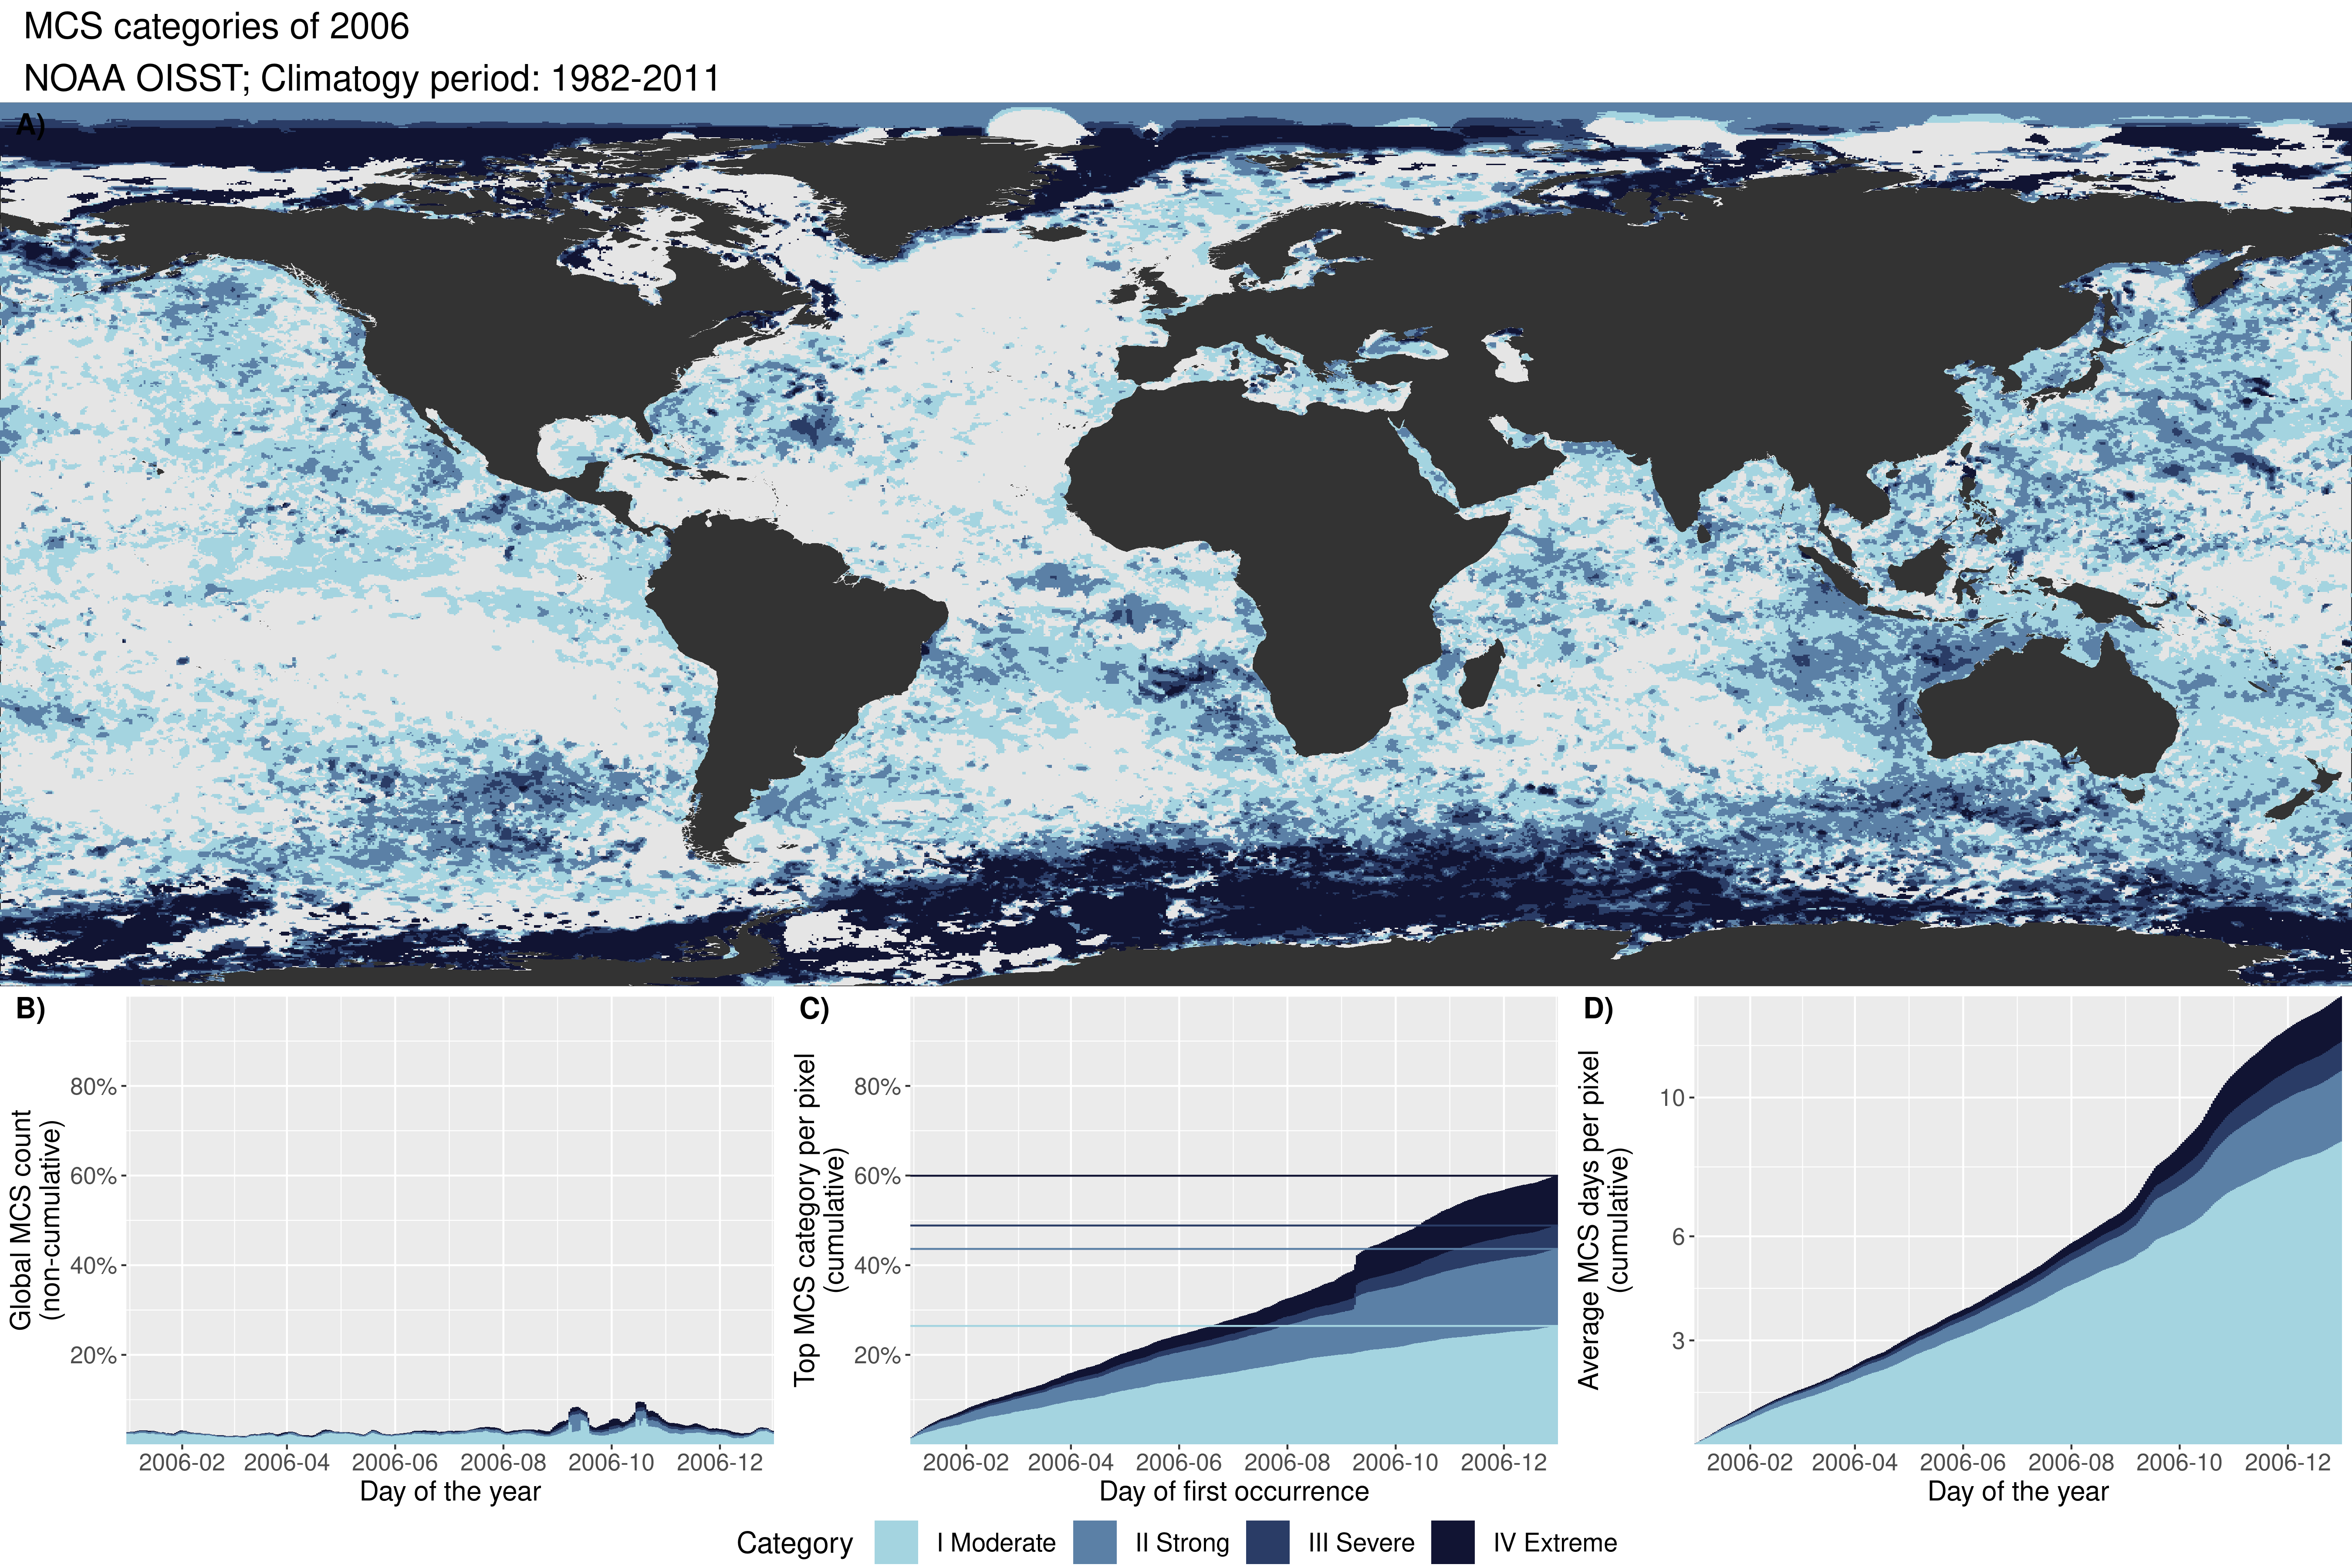 MCS categories of 2006
NOAA OISST; Climatogy period: 1982-2011
A)
B)
Global MCS count
(non-cumulative)
80%
60%
40%
20%
2006-02 2006-04 2006-06 2006-08 2006-10 2006-12
Day of the year
C)
Top MCS category per pixel
(cumulative)
80%
60%
40%
20%
2006-02 2006-04 2006-06 2006-08 2006-10 2006-12
Day of first occurrence
D)
Average MCS days per pixel
(cumulative)
10
6
3
2006-02 2006-04 2006-06 2006-08 2006-10 2006-12
Day of the year
Category I Moderate II Strong III Severe IV Extreme